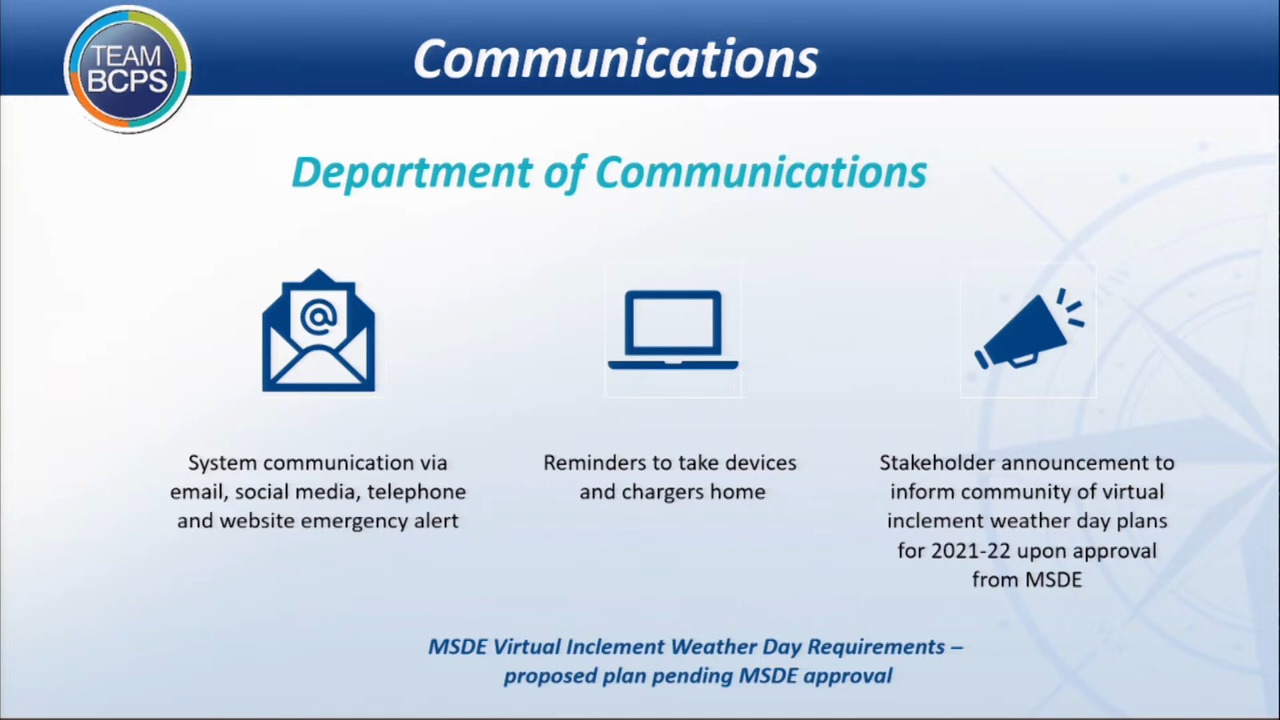 TEAM
BCPS
Communications
Department of Communications
@
System communication via
email, social media, telephone
and website emergency alert
Reminders to take devices
and chargers home
Stakeholder announcement to
inform community of virtual
inclement weather day plans
for 2021-22 upon approval
from MSDE
MSDE Virtual Inclement Weather Day Requirements –
proposed plan pending MSDE approval